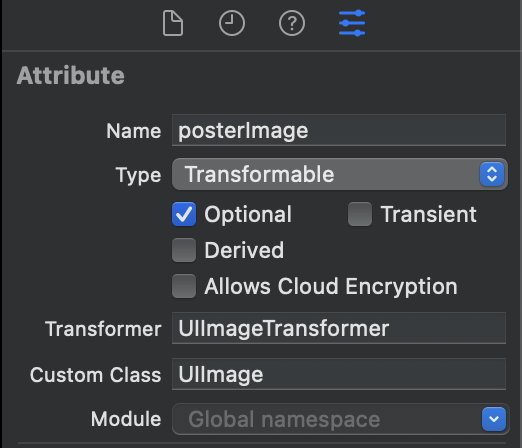 Attribute
Name posterImage
Type Transformable
Optional Transient
Derived
Allows Cloud Encryption
Transformer UIImageTransformer
Custom Class UIImage
Module Global namespace